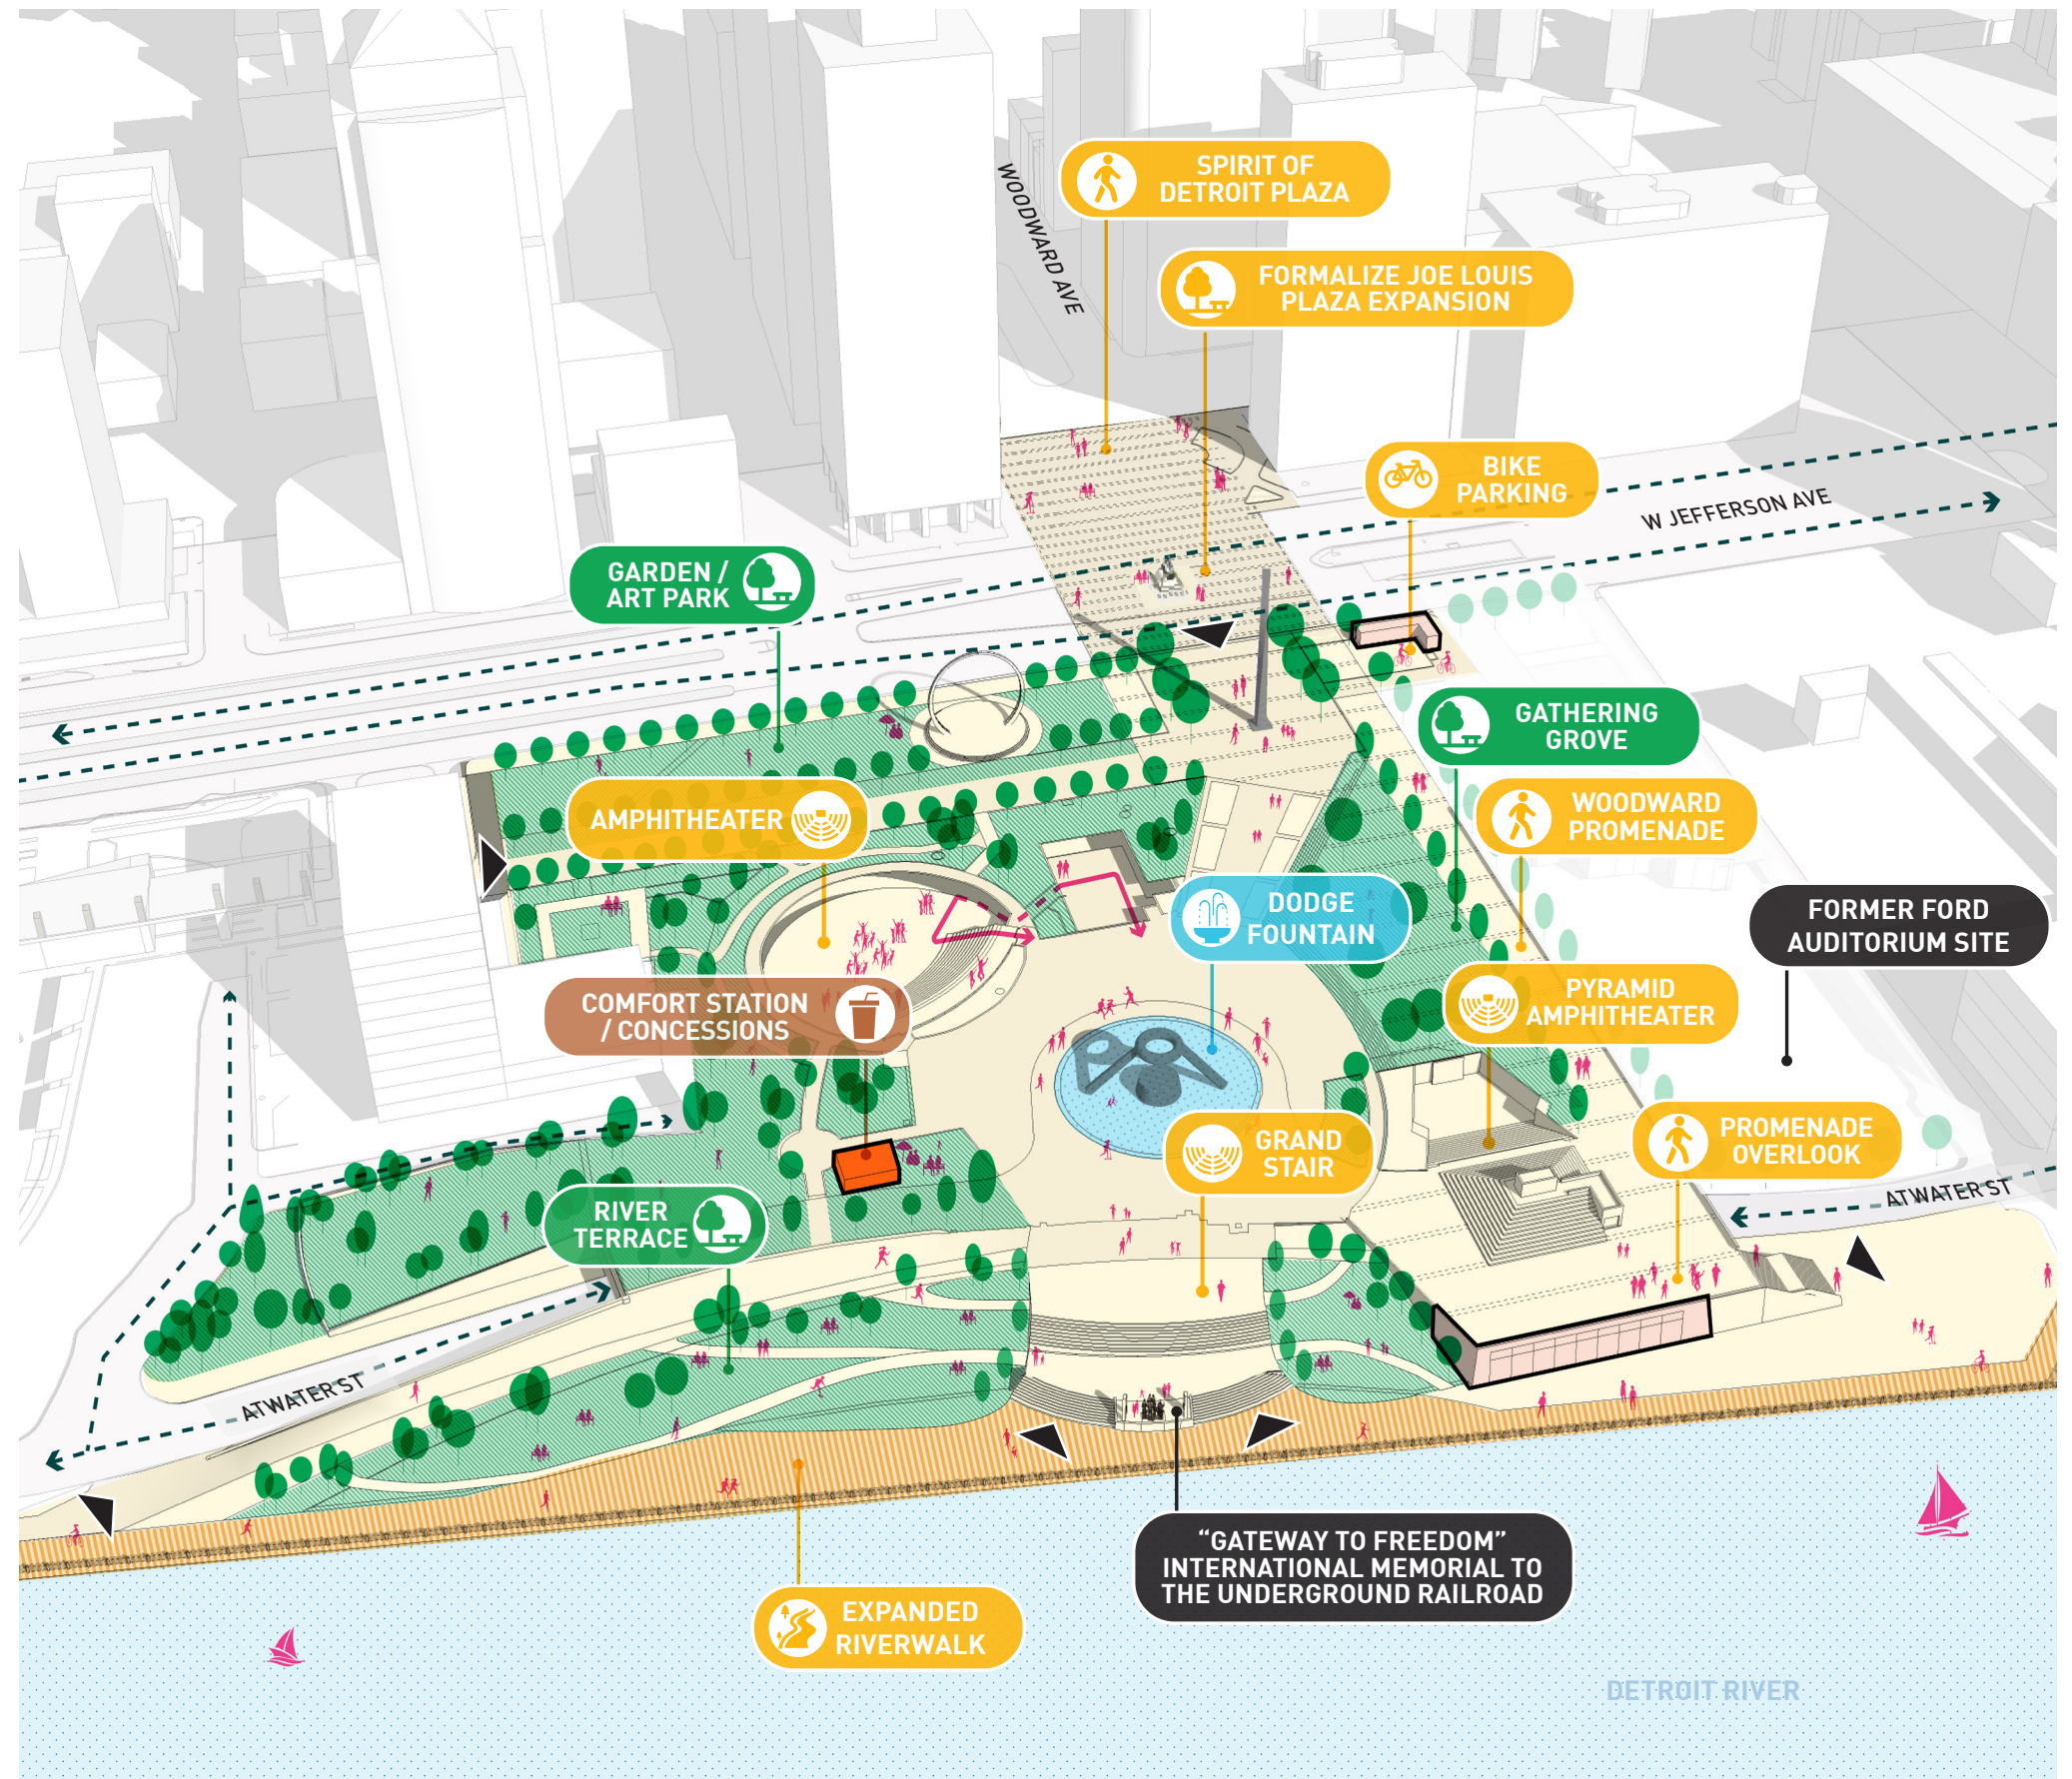 SPIRIT OF
DETROIT PLAZA
WOODWARD AVE
FORMALIZE JOE LOUIS
PLAZA EXPANSION
BIKE
PARKING
W JEFFERSON AVE
GARDEN /
ART PARK
GATHERING
GROVE
AMPHITHEATER
WOODWARD
PROMENADE
DODGE
FOUNTAIN
FORMER FORD
AUDITORIUM SITE
COMFORT STATION
/ CONCESSIONS
PYRAMID
AMPHITHEATER
GRAND
STAIR
PROMENADE
OVERLOOK
ATWATER ST
RIVER
TERRACE
ATWATER ST
“GATEWAY TO FREEDOM”
INTERNATIONAL MEMORIAL TO
THE UNDERGROUND RAILROAD
EXPANDED
RIVERWALK
DETROIT RIVER